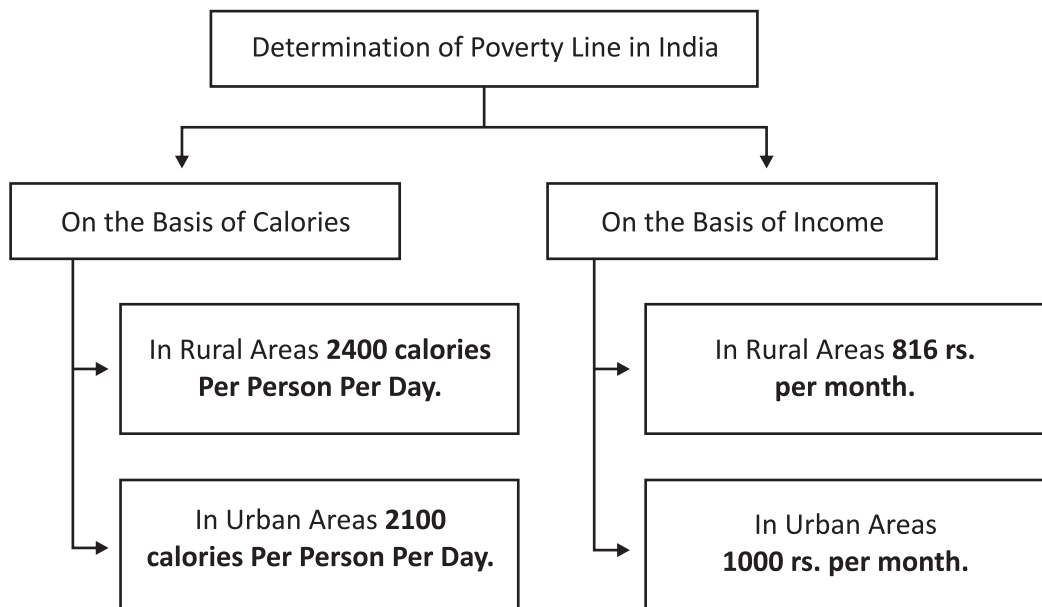 Determination of Poverty Line in India
On the Basis of Calories
On the Basis of Income
In Rural Areas 2400 calories
Per Person Per Day.
In Rural Areas 816 rs.
per month.
In Urban Areas 2100
calories Per Person Per Day.
In Urban Areas
1000 rs. per month.